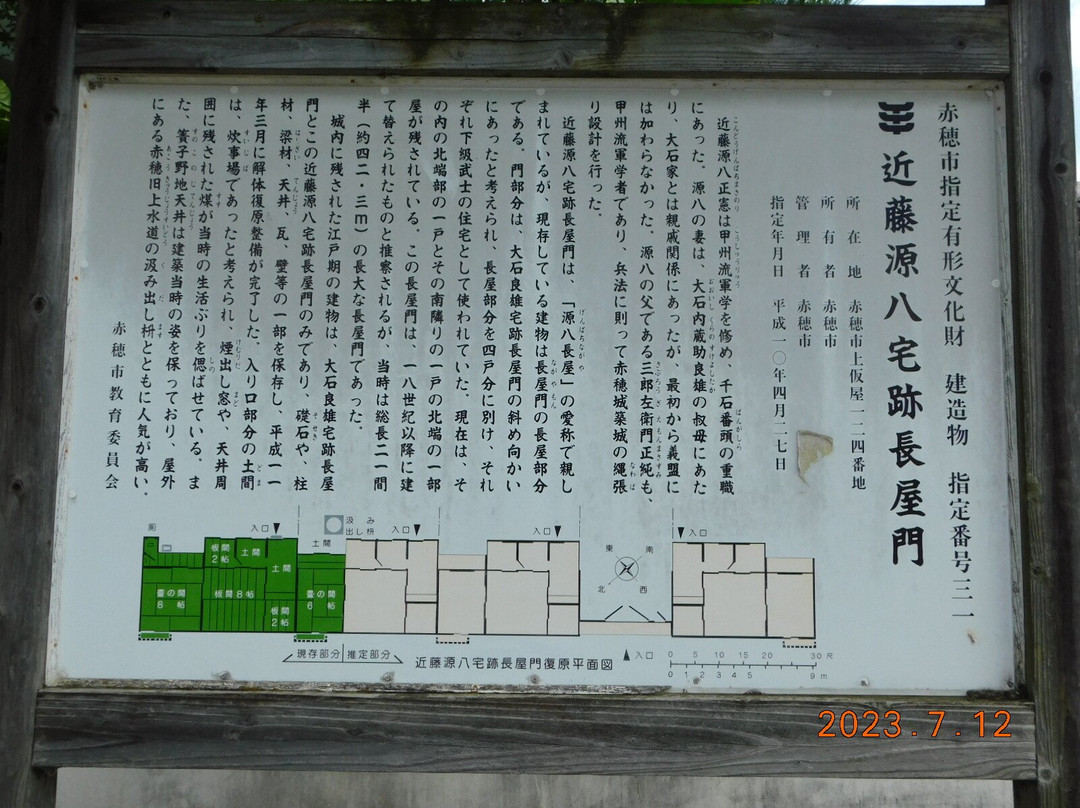 赤穂市指定有形文化財　建造物　指定番号三一
近藤源八宅跡長屋門
所在地　赤穂市上仮屋一二四番地
所有者　赤穂市
管理者　赤穂市
指定年月日　平成一〇年四月二七日
近藤源八正憲は甲州流軍学を修め、千石番頭の重職
にあった。源八の妻は、大石内蔵助良雄の叔母にあた
り、大石家とは親戚関係にあったが、最初から義盟に
は加わらなかった。源八の父である三郎左衛門正純も、
甲州流軍学者であり、兵法に則って赤穂城築城の縄張
り設計を行った。
近藤源八宅跡長屋門は、「源八長屋」の愛称で親し
まれているが、現存している建物は長屋門の長屋部分
である。門部分は、大石良雄宅跡長屋門の斜め向かい
にあったと考えられ、長屋部分を四戸分に別け、それ
ぞれ下級武士の住宅として使われていた。現在は、そ
の内の北端部の一戸とその南隣りの一戸の北端の一部
屋が残されている。この長屋門は、一八世紀以降に建
て替えられたものと推察されるが、当時は総長二一間
半（約四二・三ｍ）の長大な長屋門であった。
城内に残された江戸期の建物は、大石良雄宅跡長屋
門とこの近藤源八宅跡長屋門のみであり、礎石や、柱
材、梁材、天井、瓦、壁等の一部を保存し、平成一一
年三月に解体復原整備が完了した。入り口部分の土間
は、炊事場であったと考えられ、煙出し窓や、天井周
囲に残された煤が当時の生活ぶりを偲ばせている。ま
た、簀子野地天井は建築当時の姿を保っており、屋外
にある赤穂旧上水道の汲み出し枡とともに人気が高い。
赤穂市教育委員会
厠
入口
汲み
出し枡
入口
入口
入口
土間
板間
2帖
土間
土間
畳の間
8帖
板間8帖
板間
2帖
畳の間
6帖
東
南
北
西
現存部分
推定部分
近藤源八宅跡長屋門復原平面図
入口
0 5 10 15 20 30尺
0 1 2 3 4 5 9m
2023.7.12